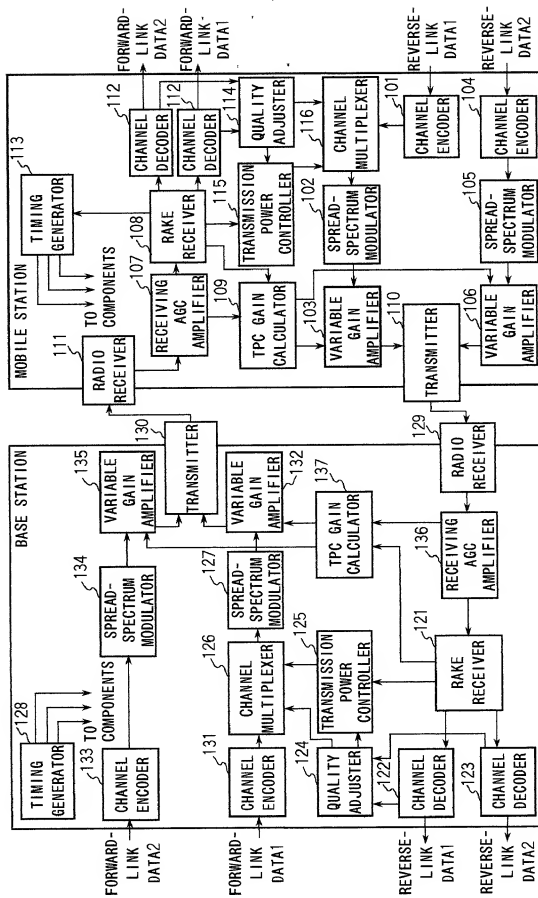 BASE STATION
128
TIMING
GENERATOR
TO COMPONENTS
133
CHANNEL
ENCODER
FORWARD-
LINK
DATA2
134
SPREAD-
SPECTRUM
MODULATOR
135
VARIABLE
GAIN
AMPLIFIER
130
TRANSMITTER
131
CHANNEL
ENCODER
FORWARD-
LINK
DATA1
126
CHANNEL
MULTIPLEXER
127
SPREAD-
SPECTRUM
MODULATOR
132
VARIABLE
GAIN
AMPLIFIER
124
QUALITY
ADJUSTER
125
TRANSMISSION
POWER
CONTROLLER
137
TPC GAIN
CALCULATOR
1221
CHANNEL
DECODER
REVERSE-
LINK
DATA1
123
CHANNEL
DECODER
REVERSE-
LINK
DATA2
121
RAKE
RECEIVER
136
RECEIVING
AGC
AMPLIFIER
129
RADIO
RECEIVER
MOBILE STATION
111
RADIO
RECEIVER
TO COMPONENTS
113
TIMING
GENERATOR
107
RECEIVING
AGC
AMPLIFIER
108
RAKE
RECEIVER
112
CHANNEL
DECODER
FORWARD-
LINK
DATA2
112
CHANNEL
DECODER
FORWARD-
LINK-
DATA1
109
TPC GAIN
CALCULATOR
115
TRANSMISSION
POWER
CONTROLLER
114
QUALITY
ADJUSTER
103
VARIABLE
GAIN
AMPLIFIER
102
SPREAD-
SPECTRUM
MODULATOR
116
CHANNEL
MULTIPLEXER
110
TRANSMITTER
101
CHANNEL
ENCODER
REVERSE-
LINK
DATA1
106
VARIABLE
GAIN
AMPLIFIER
105
SPREAD-
SPECTRUM
MODULATOR
104
CHANNEL
ENCODER
REVERSE-
LINK
DATA2